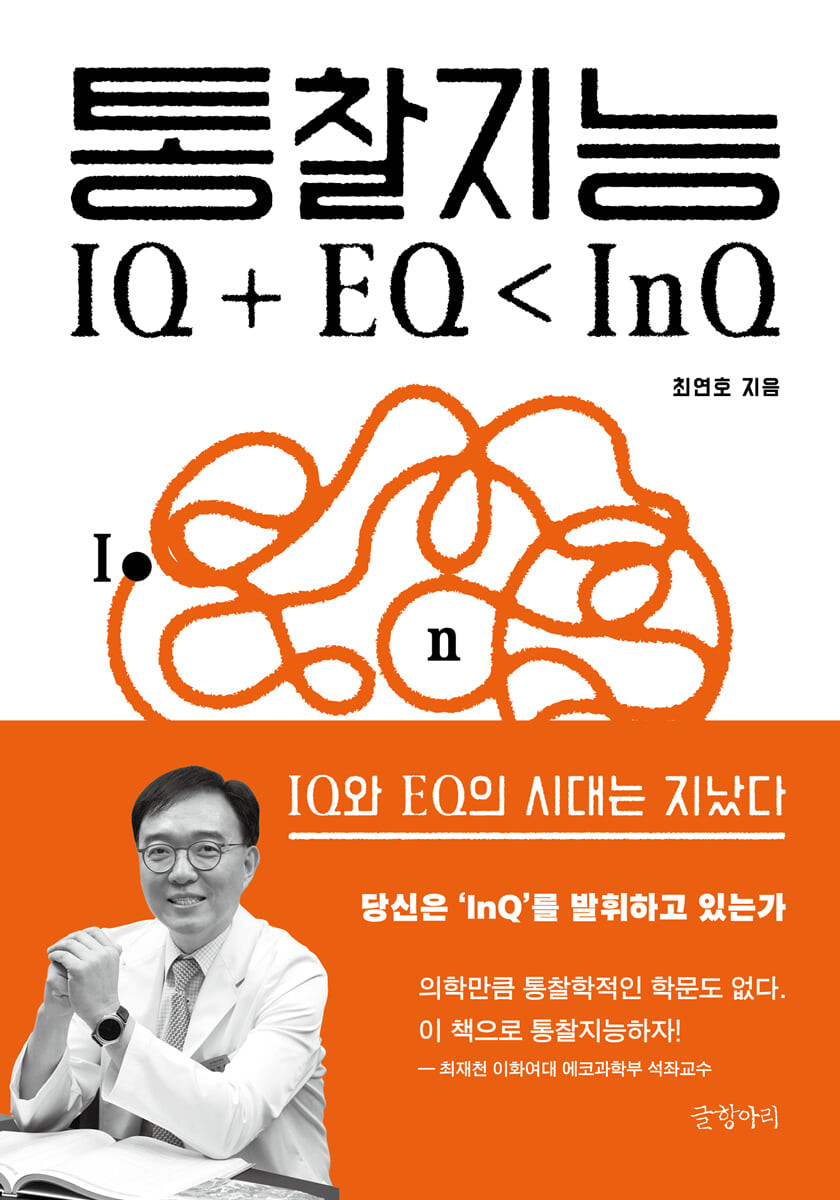 통찰지능
IQ + EQ < InQ
최연호 지음
I
n
IQ와 EQ의 시대는 지났다
당신은 ‘InQ’를 발휘하고 있는가
의학만큼 통찰학적인 학문도 없다.
이 책으로 통찰지능하자!
― 최재천 이화여대 에코과학부 석좌교수
글항아리